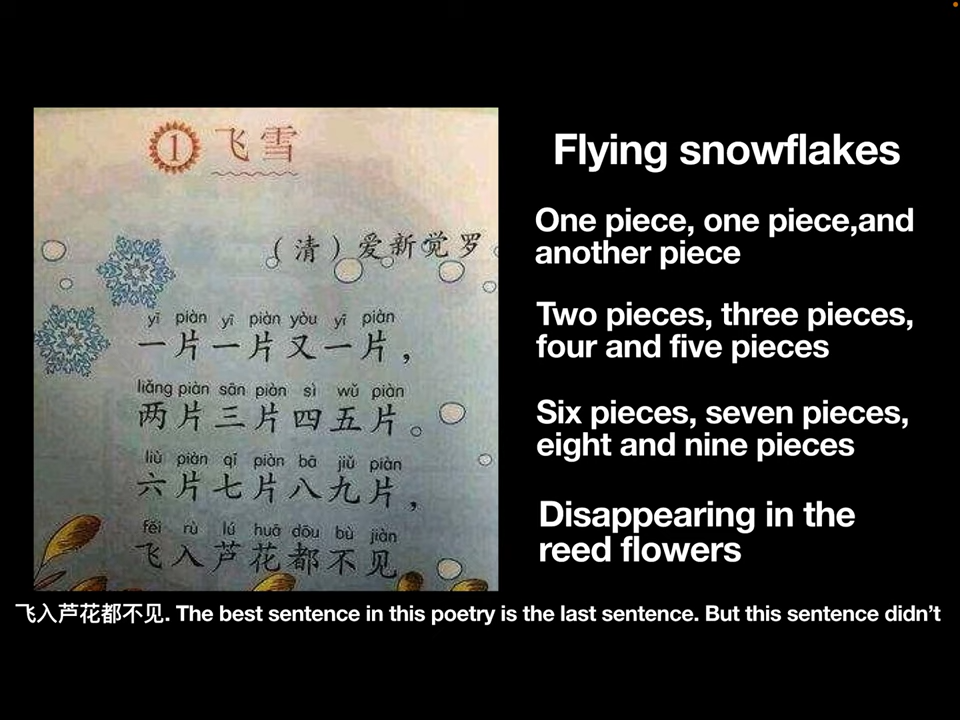 1 飞雪
(清)爱新觉罗
yī piàn yī piàn yòu yī piàn
一片一片又一片，
liǎng piàn sān piàn sì wǔ piàn
两片三片四五片。
liù piàn qī piàn bā jiǔ piàn
六片七片八九片，
fēi rù lú huā dōu bù jiàn
飞入芦花都不见
Flying snowflakes
One piece, one piece,and
another piece
Two pieces, three pieces,
four and five pieces
Six pieces, seven pieces,
eight and nine pieces
Disappearing in the
reed flowers
飞入芦花都不见. The best sentence in this poetry is the last sentence. But this sentence didn't